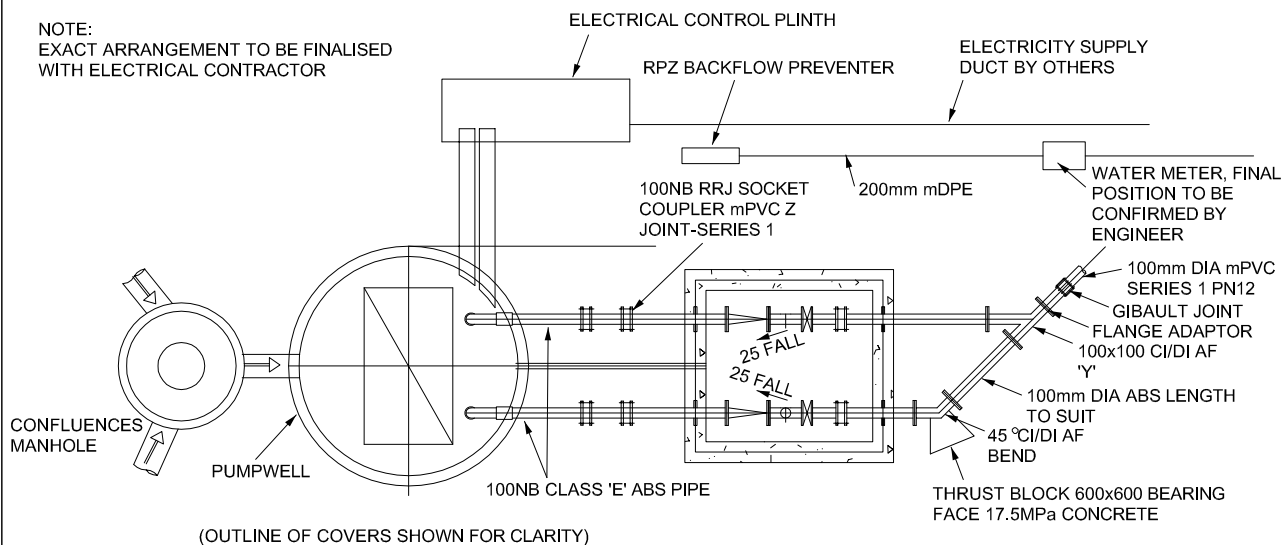 NOTE:
EXACT ARRANGEMENT TO BE FINALISED
WITH ELECTRICAL CONTRACTOR
ELECTRICAL CONTROL PLINTH
RPZ BACKFLOW PREVENTER
ELECTRICITY SUPPLY
DUCT BY OTHERS
200mm mDPE
WATER METER, FINAL
POSITION TO BE
CONFIRMED BY
ENGINEER
100NB RRJ SOCKET
COUPLER mPVC Z
JOINT-SERIES 1
100mm DIA mPVC
SERIES 1 PN12
GIBAULT JOINT
FLANGE ADAPTOR
100x100 CI/DI AF
'Y'
25 FALL
25 FALL
100mm DIA ABS LENGTH
TO SUIT
45° CI/DI AF
BEND
CONFLUENCES
MANHOLE
PUMPWELL
100NB CLASS 'E' ABS PIPE
THRUST BLOCK 600x600 BEARING
FACE 17.5MPa CONCRETE
(OUTLINE OF COVERS SHOWN FOR CLARITY)